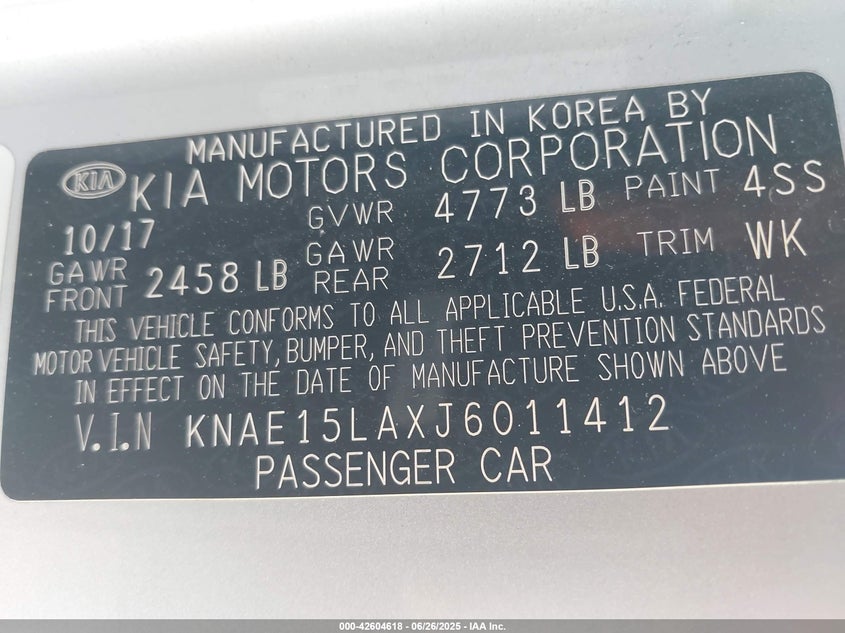 MANUFACTURED IN KOREA BY
KIA KIA MOTORS CORPORATION
10/17 GVWR 4773 LB PAINT 4SS
GAWR FRONT 2458 LB GAWR REAR 2712 LB TRIM WK
THIS VEHICLE CONFORMS TO ALL APPLICABLE U.S.A. FEDERAL
MOTOR VEHICLE SAFETY, BUMPER, AND THEFT PREVENTION STANDARDS
IN EFFECT ON THE DATE OF MANUFACTURE SHOWN ABOVE
V.I.N KNAE15LAXJ6011412
PASSENGER CAR
000-42604618 - 06/26/2025 - IAA Inc.